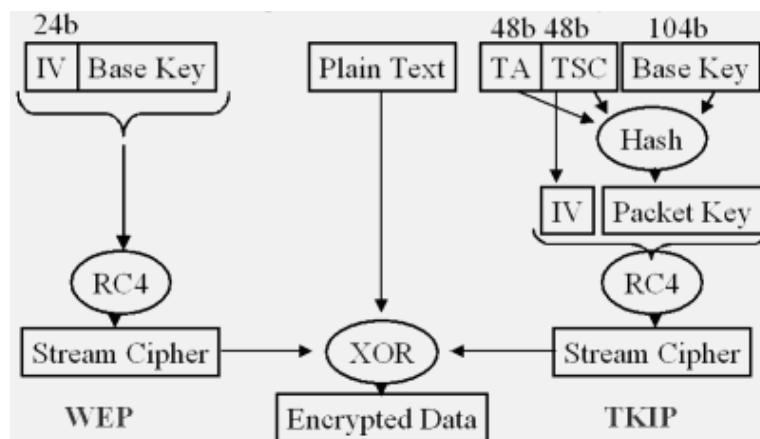 24b
48b 48b 104b
IV Base Key
Plain Text
TA TSC Base Key
Hash
IV Packet Key
RC4
RC4
Stream Cipher
XOR
Stream Cipher
WEP
Encrypted Data
TKIP